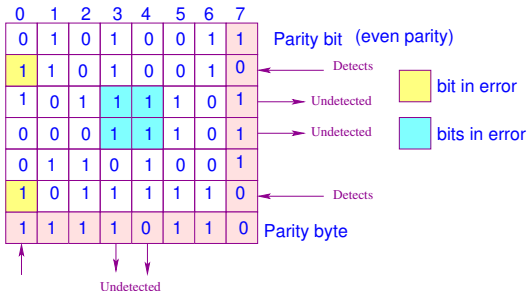 0 1 2 3 4 5 6 7
0 1 0 1 0 0 1 1 Parity bit (even parity)
1 1 0 1 0 0 1 0 Detects
bit in error
1 0 1 1 1 1 0 1 Undetected
0 0 0 1 1 1 0 1 Undetected
bits in error
0 1 1 0 1 0 0 1
1 0 1 1 1 1 1 0 Detects
1 1 1 1 0 1 1 0 Parity byte
Undetected